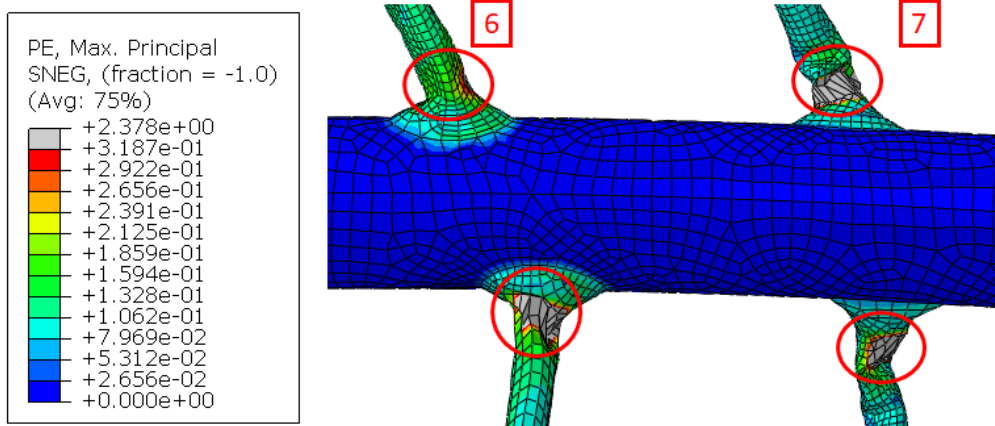 PE, Max. Principal
SNEG, (fraction = -1.0)
(Avg: 75%)
+2.378e+00
+3.187e-01
+2.922e-01
+2.656e-01
+2.391e-01
+2.125e-01
+1.859e-01
+1.594e-01
+1.328e-01
+1.062e-01
+7.969e-02
+5.312e-02
+2.656e-02
+0.000e+00
6
7